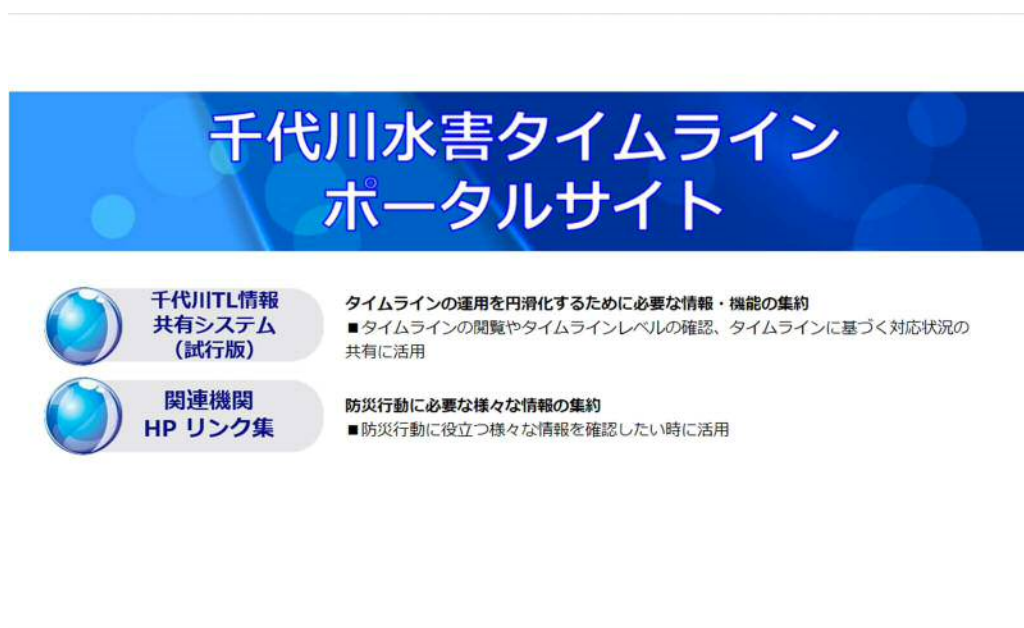 千代川水害タイムライン
ポータルサイト
千代川TL情報
共有システム
(試行版)
タイムラインの運用を円滑化するために必要な情報・機能の集約
■タイムラインの閲覧やタイムラインレベルの確認、タイムラインに基づく対応状況の
共有に活用
関連機関
HP リンク集
防災行動に必要な様々な情報の集約
■防災行動に役立つ様々な情報を確認したい時に活用